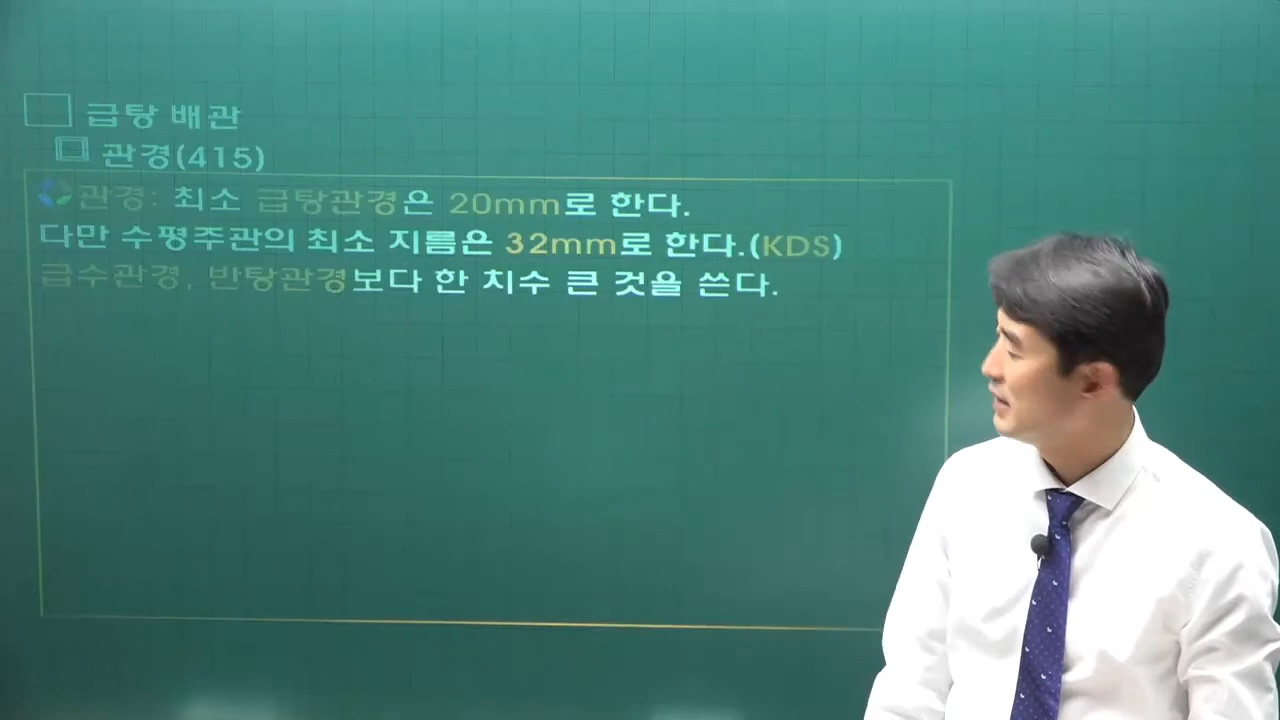 급탕 배관
관경(415)
관경: 최소 급탕관경은 20mm로 한다.
다만 수평주관의 최소 지름은 32mm로 한다.(KDS)
급수관경, 반탕관경보다 한 치수 큰 것을 쓴다.